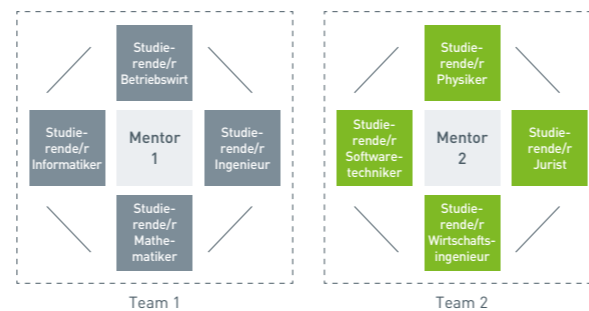 Studie-
rende/r
Betriebswirt
Studie-
rende/r
Informatiker
Mentor
1
Studie-
rende/r
Ingenieur
Studie-
rende/r
Mathe-
matiker
Team 1
Studie-
rende/r
Physiker
Studie-
rende/r
Software-
techniker
Mentor
2
Studie-
rende/r
Jurist
Studie-
rende/r
Wirtschafts-
ingenieur
Team 2